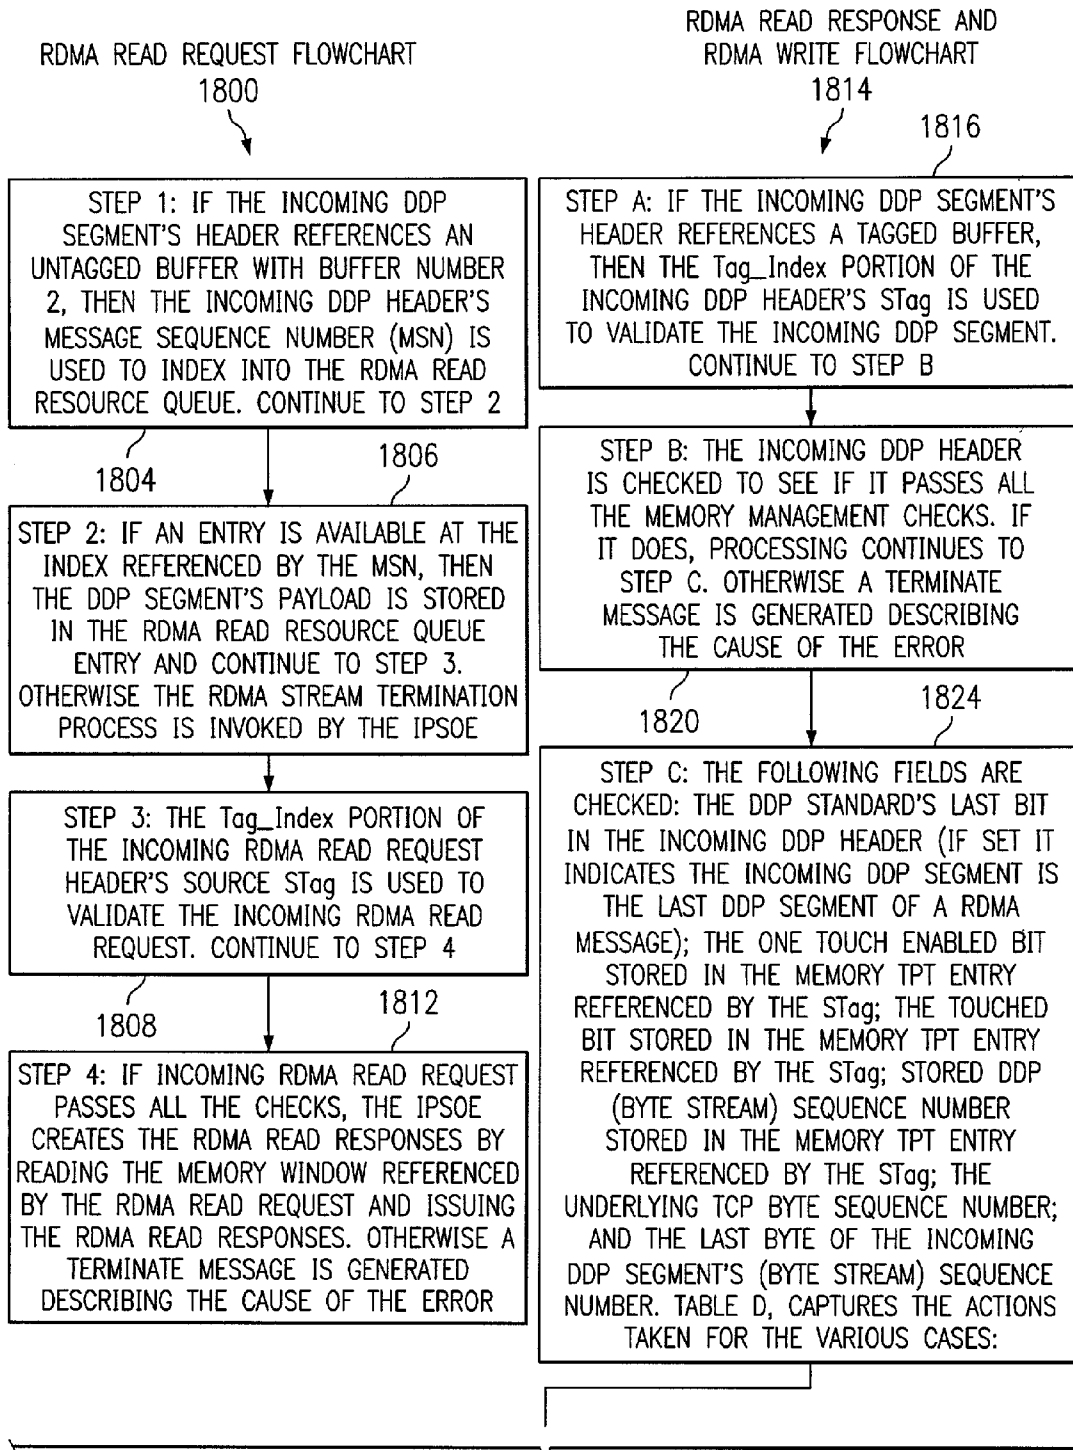 RDMA READ REQUEST FLOWCHART
1800
STEP 1: IF THE INCOMING DDP
SEGMENT'S HEADER REFERENCES AN
UNTAGGED BUFFER WITH BUFFER NUMBER
2, THEN THE INCOMING DDP HEADER'S
MESSAGE SEQUENCE NUMBER (MSN) IS
USED TO INDEX INTO THE RDMA READ
RESOURCE QUEUE. CONTINUE TO STEP 2
1804
1806
STEP 2: IF AN ENTRY IS AVAILABLE AT THE
INDEX REFERENCED BY THE MSN, THEN
THE DDP SEGMENT'S PAYLOAD IS STORED
IN THE RDMA READ RESOURCE QUEUE
ENTRY AND CONTINUE TO STEP 3.
OTHERWISE THE RDMA STREAM TERMINATION
PROCESS IS INVOKED BY THE IPSOE
STEP 3: THE Tag_Index PORTION OF
THE INCOMING RDMA READ REQUEST
HEADER'S SOURCE STag IS USED TO
VALIDATE THE INCOMING RDMA READ
REQUEST. CONTINUE TO STEP 4
1808
1812
STEP 4: IF INCOMING RDMA READ REQUEST
PASSES ALL THE CHECKS, THE IPSOE
CREATES THE RDMA READ RESPONSES BY
READING THE MEMORY WINDOW REFERENCED
BY THE RDMA READ REQUEST AND ISSUING
THE RDMA READ RESPONSES. OTHERWISE A
TERMINATE MESSAGE IS GENERATED
DESCRIBING THE CAUSE OF THE ERROR
RDMA READ RESPONSE AND
RDMA WRITE FLOWCHART
1814
1816
STEP A: IF THE INCOMING DDP SEGMENT'S
HEADER REFERENCES A TAGGED BUFFER,
THEN THE Tag_Index PORTION OF THE
INCOMING DDP HEADER'S STag IS USED
TO VALIDATE THE INCOMING DDP SEGMENT.
CONTINUE TO STEP B
STEP B: THE INCOMING DDP HEADER
IS CHECKED TO SEE IF IT PASSES ALL
THE MEMORY MANAGEMENT CHECKS. IF
IT DOES, PROCESSING CONTINUES TO
STEP C. OTHERWISE A TERMINATE
MESSAGE IS GENERATED DESCRIBING
THE CAUSE OF THE ERROR
1820
1824
STEP C: THE FOLLOWING FIELDS ARE
CHECKED: THE DDP STANDARD'S LAST BIT
IN THE INCOMING DDP HEADER (IF SET IT
INDICATES THE INCOMING DDP SEGMENT IS
THE LAST DDP SEGMENT OF A RDMA
MESSAGE); THE ONE TOUCH ENABLED BIT
STORED IN THE MEMORY TPT ENTRY
REFERENCED BY THE STag; THE TOUCHED
BIT STORED IN THE MEMORY TPT ENTRY
REFERENCED BY THE STag; STORED DDP
(BYTE STREAM) SEQUENCE NUMBER
STORED IN THE MEMORY TPT ENTRY
REFERENCED BY THE STag; THE
UNDERLYING TCP BYTE SEQUENCE NUMBER;
AND THE LAST BYTE OF THE INCOMING
DDP SEGMENT'S (BYTE STREAM) SEQUENCE
NUMBER. TABLE D, CAPTURES THE ACTIONS
TAKEN FOR THE VARIOUS CASES: